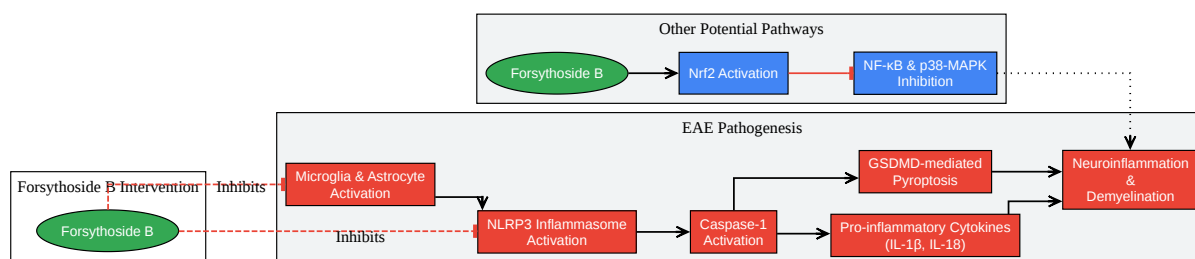 Other Potential Pathways
Forsythoside B
Nrf2 Activation
NF-κB & p38-MAPK
Inhibition
EAE Pathogenesis
Forsythoside B Intervention
Forsythoside B
Inhibits
Inhibits
Microglia & Astrocyte
Activation
NLRP3 Inflammasome
Activation
Caspase-1
Activation
GSDMD-mediated
Pyroptosis
Pro-inflammatory Cytokines
(IL-1β, IL-18)
Neuroinflammation
&
Demyelination